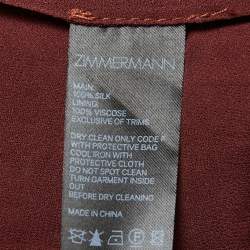 ZIMMERMANN
MAIN:
100% SILK
LINING:
100% VISCOSE
EXCLUSIVE OF TRIMS
DRY CLEAN ONLY CODE P
WITH PROTECTIVE BAG
COOL IRON WITH
PROTECTIVE CLOTH
DO NOT SPOT CLEAN
TURN GARMENT INSIDE
OUT
BEFORE DRY CLEANING
MADE IN CHINA